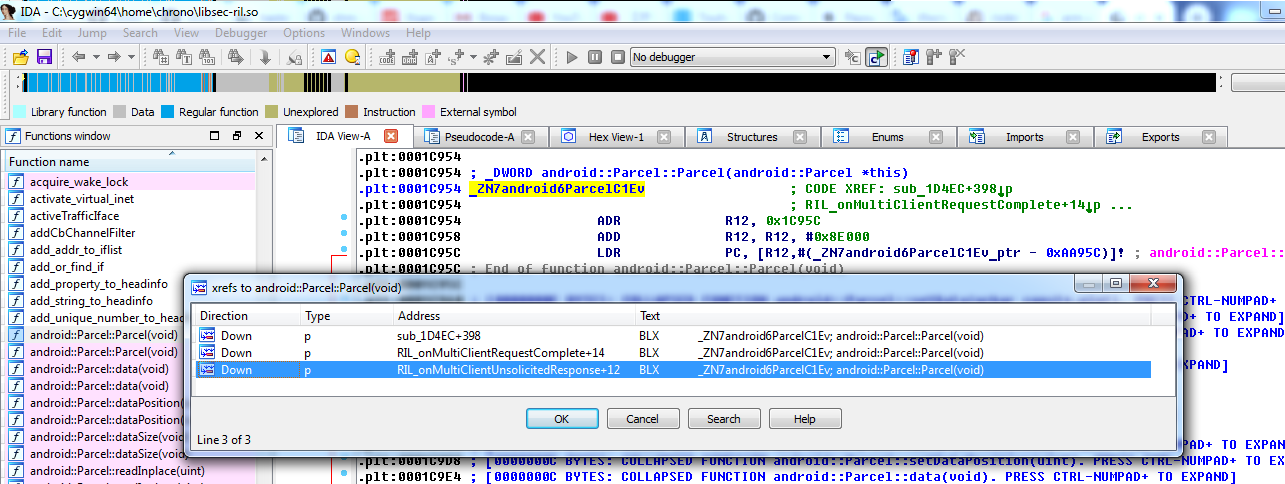 IDA - C:\cygwin64\home\chrono\libsec-ril.so
File Edit Jump Search View Debugger Options Windows Help
No debugger
Library function Data Regular function Unexplored Instruction External symbol
Functions window
IDA View-A Pseudocode-A Hex View-1 Structures Enums Imports Exports
Function name
acquire_wake_lock
activate_virtual_inet
activeTrafficIface
addCbChannelFilter
add_addr_to_iflist
add_or_find_if
add_property_to_headinfo
add_string_to_headinfo
add_unique_number_to_head
android::Parcel::Parcel(void)
android::Parcel::data(void)
android::Parcel::data(void)
android::Parcel::dataPosition(
android::Parcel::dataPosition(
android::Parcel::dataSize(void
android::Parcel::dataSize(void
android::Parcel::readInplace(uint)
.plt:0001C954
.plt:0001C954 ; _DWORD android::Parcel::Parcel(android::Parcel *this)
.plt:0001C954 _ZN7android6ParcelC1Ev ; CODE XREF: sub_1D4EC+398↓p
.plt:0001C954 ; RIL_onMultiClientRequestComplete+14↓p ...
.plt:0001C954 ADR R12, 0x1C95C
.plt:0001C958 ADD R12, R12, #0x8E000
.plt:0001C95C LDR PC, [R12,#(_ZN7android6ParcelC1Ev_ptr - 0xAA95C)]! ; android::Parcel::
.plt:0001C95C ; End of function android::Parcel::Parcel(void)
xrefs to android::Parcel::Parcel(void)
Direction Type Address Text
Down p sub_1D4EC+398 BLX _ZN7android6ParcelC1Ev; android::Parcel::Parcel(void)
Down p RIL_onMultiClientRequestComplete+14 BLX _ZN7android6ParcelC1Ev; android::Parcel::Parcel(void)
Down p RIL_onMultiClientUnsolicitedResponse+12 BLX _ZN7android6ParcelC1Ev; android::Parcel::Parcel(void)
OK Cancel Search Help
Line 3 of 3
CTRL-NUMPAD+
TO EXPAND]
.plt:0001C9D8 ; [0000000C BYTES: COLLAPSED FUNCTION android::Parcel::setDataPosition(uint). PRESS CTRL-NUMPAD+ TO EX
.plt:0001C9E4 ; [0000000C BYTES: COLLAPSED FUNCTION android::Parcel::data(void). PRESS CTRL-NUMPAD+ TO EXPAND]